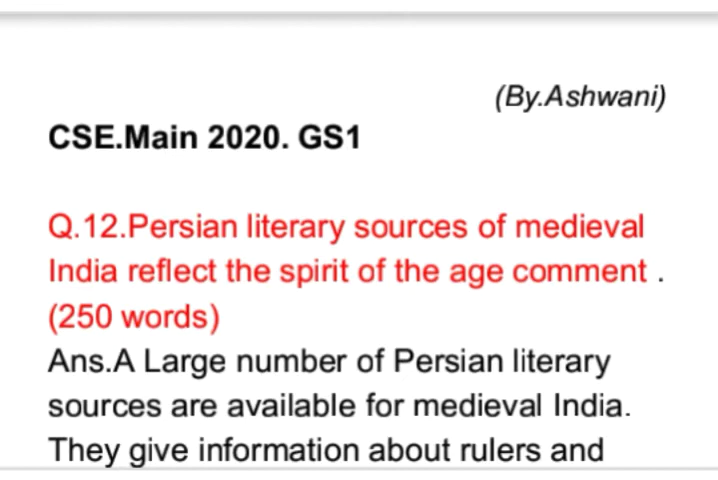 (By.Ashwani)
CSE.Main 2020. GS1
Q.12.Persian literary sources of medieval
India reflect the spirit of the age comment .
(250 words)
Ans.A Large number of Persian literary
sources are available for medieval India.
They give information about rulers and